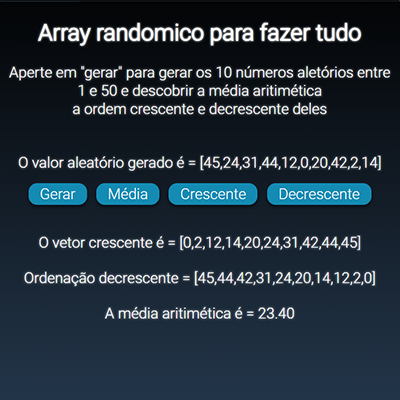 Array randomico para fazer tudo
Aperte em "gerar" para gerar os 10 números aletórios entre
1 e 50 e descobrir a média aritimética
a ordem crescente e decrescente deles
O valor aleatório gerado é = [45,24,31,44,12,0,20,42,2,14]
Gerar Média Crescente Decrescente
O vetor crescente é = [0,2,12,14,20,24,31,42,44,45]
Ordenação decrescente = [45,44,42,31,24,20,14,12,2,0]
A média aritimética é = 23.40